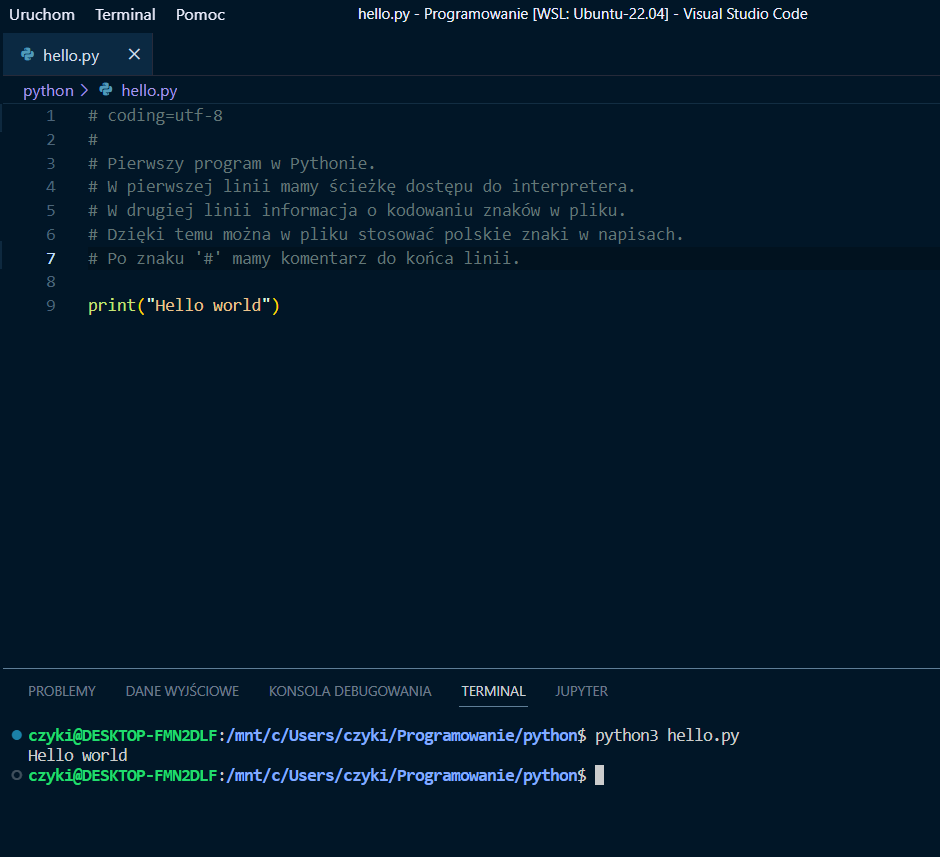 Uruchom Terminal Pomoc hello.py - Programowanie [WSL: Ubuntu-22.04] - Visual Studio Code
hello.py ×
python > hello.py
1 # coding=utf-8
2 #
3 # Pierwszy program w Pythonie.
4 # W pierwszej linii mamy ścieżkę dostępu do interpretera.
5 # W drugiej linii informacja o kodowaniu znaków w pliku.
6 # Dzięki temu można w pliku stosować polskie znaki w napisach.
7 # Po znaku '#' mamy komentarz do końca linii.
8
9 print("Hello world")
PROBLEMY DANE WYJŚCIOWE KONSOLA DEBUGOWANIA TERMINAL JUPYTER
czyki@DESKTOP-FMN2DLF:/mnt/c/Users/czyki/Programowanie/python$ python3 hello.py
Hello world
czyki@DESKTOP-FMN2DLF:/mnt/c/Users/czyki/Programowanie/python$